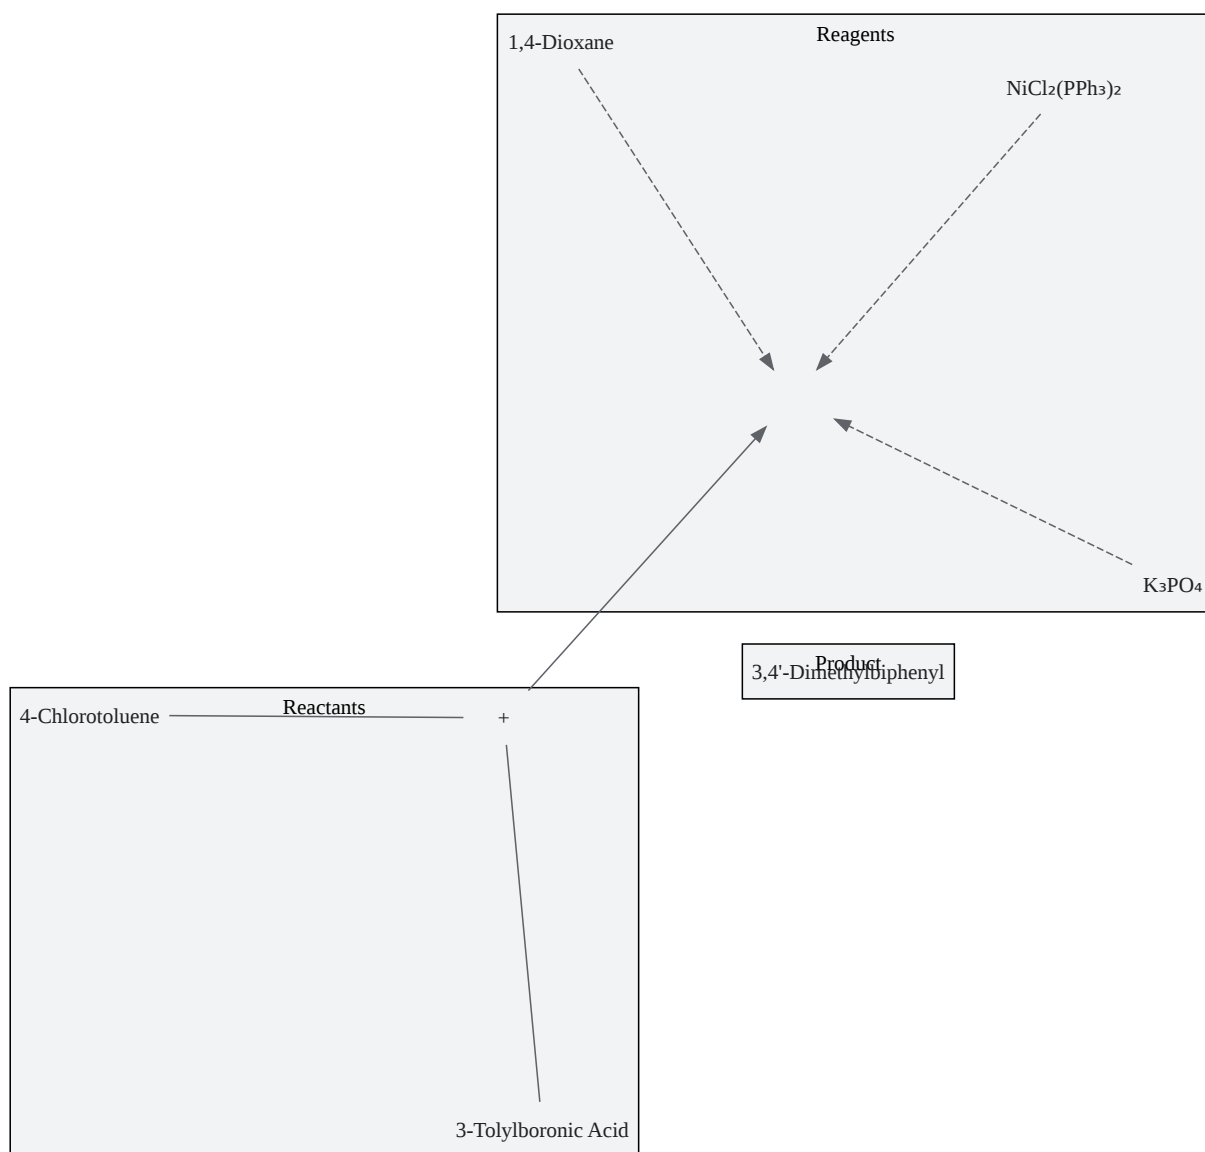 Reagents
1,4-Dioxane
NiCl₂(PPh₃)₂
K₃PO₄
Product
3,4'-Dimethylbiphenyl
Reactants
4-Chlorotoluene
+
3-Tolylboronic Acid